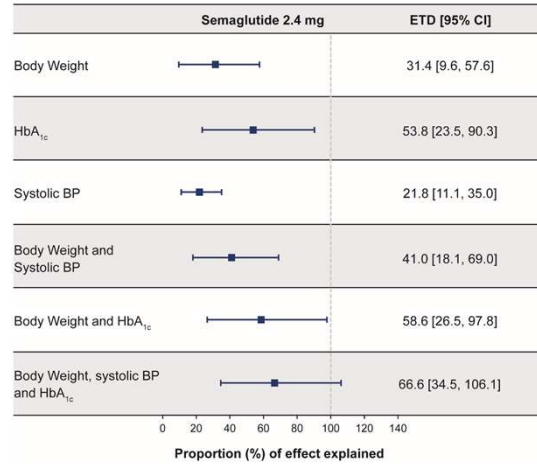 Semaglutide 2.4 mg ETD [95% CI]
Body Weight 31.4 [9.6, 57.6]
HbA1c 53.8 [23.5, 90.3]
Systolic BP 21.8 [11.1, 35.0]
Body Weight and
Systolic BP 41.0 [18.1, 69.0]
Body Weight and HbA1c 58.6 [26.5, 97.8]
Body Weight, systolic BP
and HbA1c 66.6 [34.5, 106.1]
0 20 40 60 80 100 120 140
Proportion (%) of effect explained